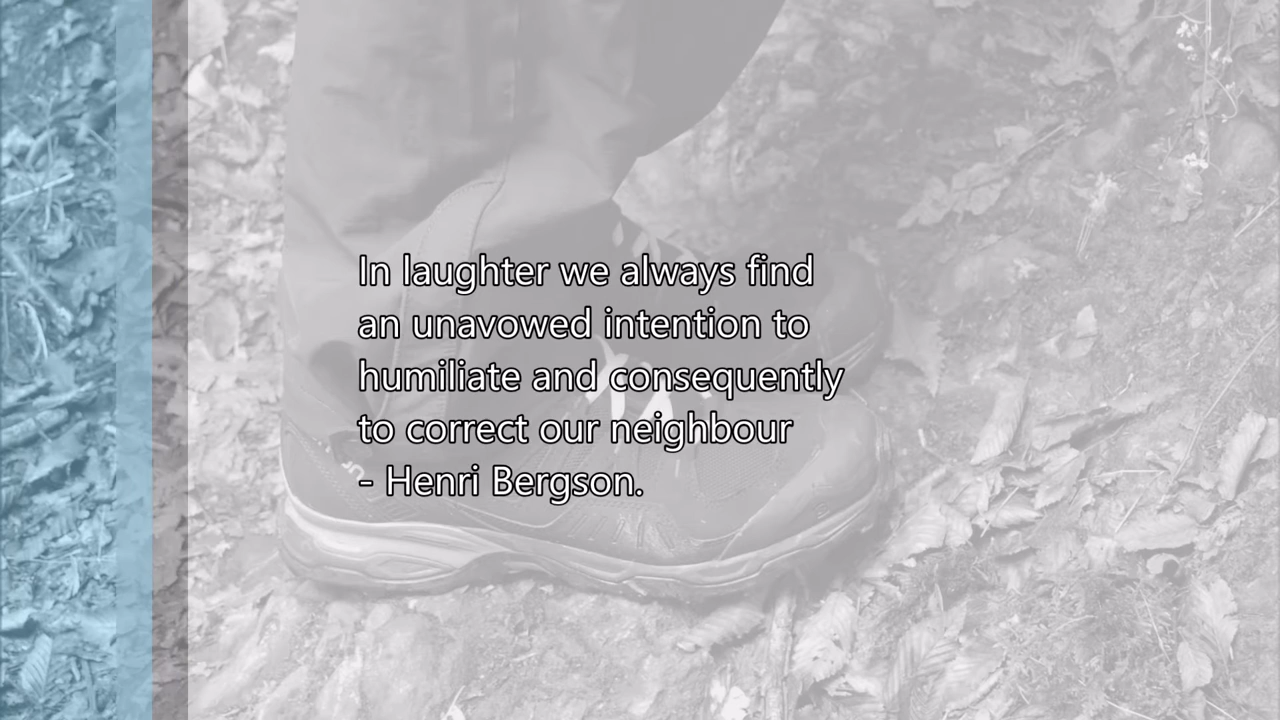 In laughter we always find
an unavowed intention to
humiliate and consequently
to correct our neighbour
- Henri Bergson.